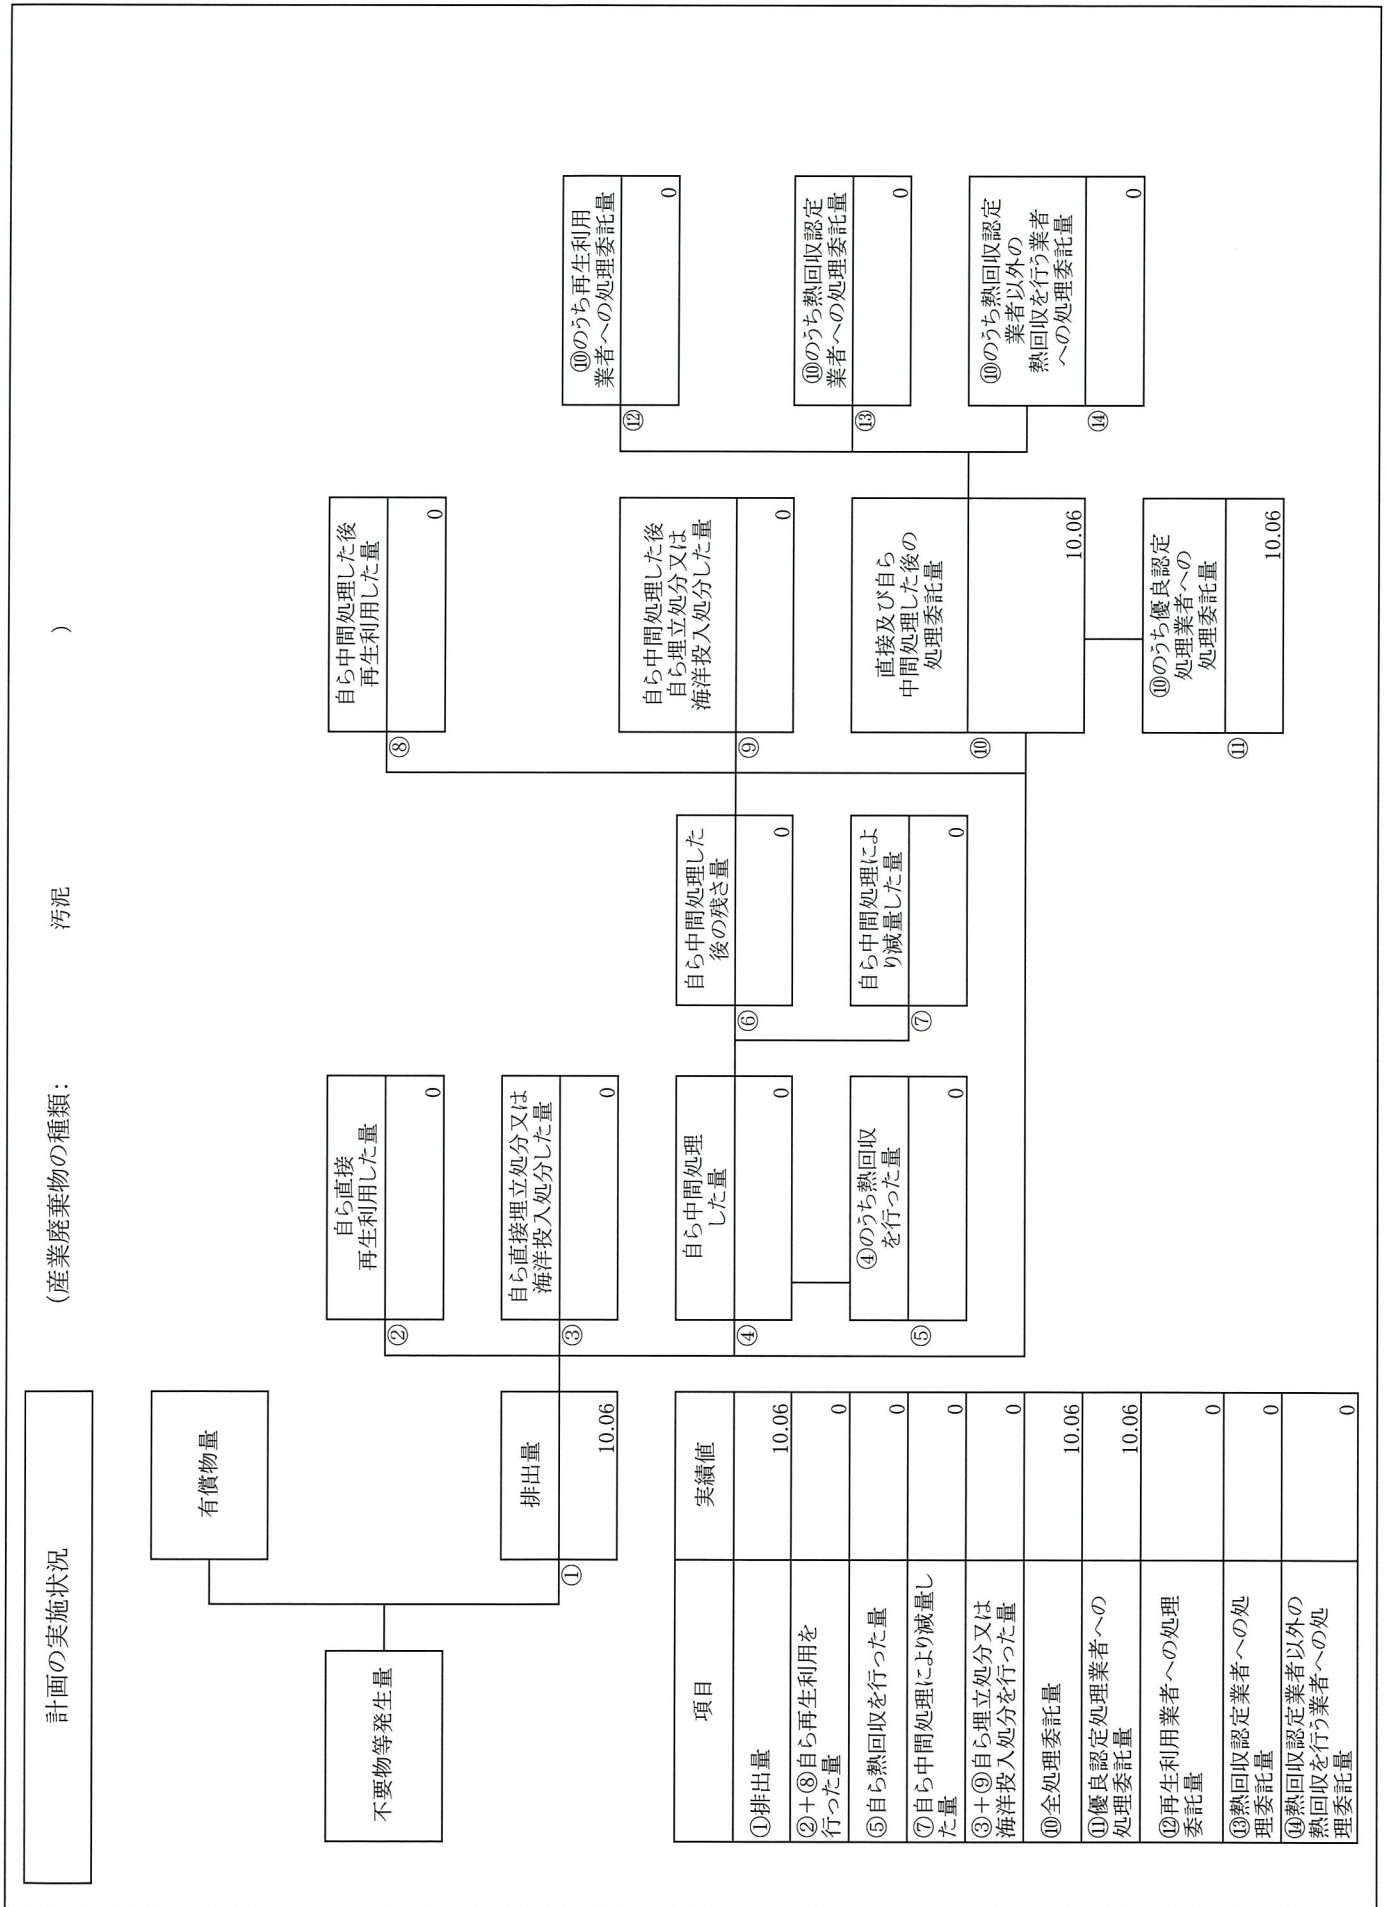 計画の実施状況
(産業廃棄物の種類:
汚泥
)
不要物等発生量
有償物量
①
排出量
10.06
②
自ら直接
再生利用した量
0
③
自ら直接埋立処分又は
海洋投入処分した量
0
④
自ら中間処理
した量
0
⑤
④のうち熱回収
を行った量
0
⑥
自ら中間処理した
後の残さ量
0
⑦
自ら中間処理によ
り減量した量
0
⑧
自ら中間処理した後
再生利用した量
0
⑨
自ら中間処理した後
自ら埋立処分又は
海洋投入処分した量
0
⑩
直接及び自ら
中間処理した後の
処理委託量
10.06
⑪
⑩のうち優良認定
処理業者への
処理委託量
10.06
⑫
⑩のうち再生利用
業者への処理委託量
0
⑬
⑩のうち熱回収認定
業者への処理委託量
0
⑭
⑩のうち熱回収認定
業者以外の
熱回収を行う業者
への処理委託量
0
項目
実績値
①排出量
10.06
②+⑧自ら再生利用を
行った量
0
⑤自ら熱回収を行った量
0
⑦自ら中間処理により減量し
た量
0
③+⑨自ら埋立処分又は
海洋投入処分を行った量
0
⑩全処理委託量
10.06
⑪優良認定処理業者への
処理委託量
10.06
⑫再生利用業者への処理
委託量
0
⑬熱回収認定業者への処
理委託量
0
⑭熱回収認定業者以外の
熱回収を行う業者への処
理委託量
0